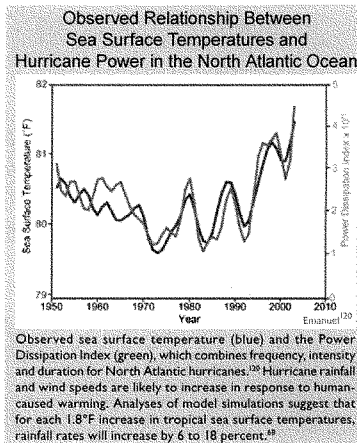 Observed Relationship Between
Sea Surface Temperatures and
Hurricane Power in the North Atlantic Ocean
82
81
80
79
Sea Surface Temperature (°F)
5
4
3
2
1
0
Power Dissipation Index x 10¹¹
1950 1960 1970 1980 1990 2000 2010
Year
Emanuel¹²⁰
Observed sea surface temperature (blue) and the Power
Dissipation Index (green), which combines frequency, intensity
and duration for North Atlantic hurricanes.¹²⁰ Hurricane rainfall
and wind speeds are likely to increase in response to human-
caused warming. Analyses of model simulations suggest that
for each 1.8°F increase in tropical sea surface temperatures,
rainfall rates will increase by 6 to 18 percent.⁶⁸